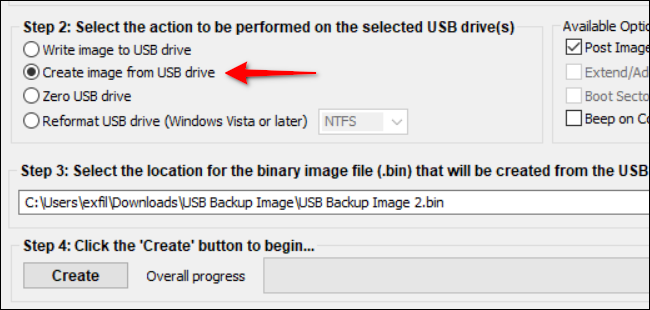 Step 2: Select the action to be performed on the selected USB drive(s)
Write image to USB drive
Create image from USB drive
Zero USB drive
Reformat USB drive (Windows Vista or later) NTFS
Available Optio
Post Image
Extend/Ad
Boot Secto
Beep on Co
Step 3: Select the location for the binary image file (.bin) that will be created from the USB
C:\Users\exfil\Downloads\USB Backup Image\USB Backup Image 2.bin
Step 4: Click the 'Create' button to begin...
Create Overall progress